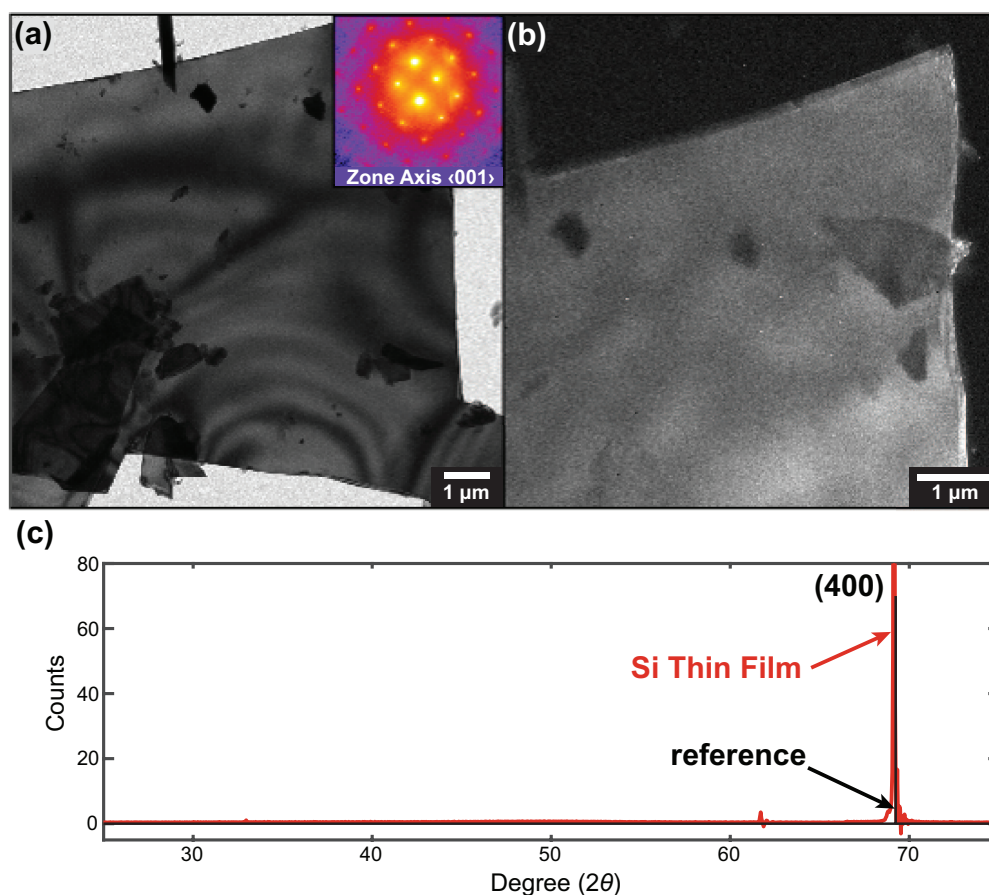 (a)
Zone Axis ‹001›
1 µm
(b)
1 µm
(c)
80
60
40
20
0
Counts
(400)
Si Thin Film
reference
30
40
50
60
70
Degree (2θ)